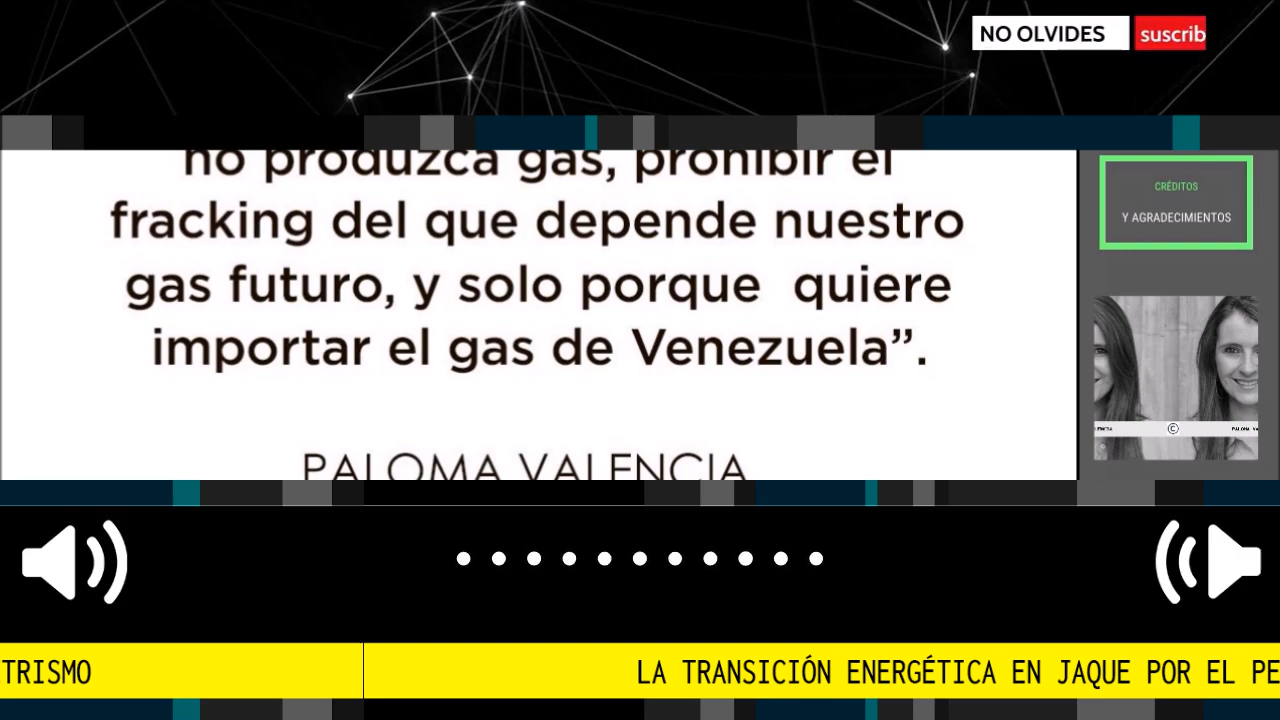 NO OLVIDES suscrib
no produzca gas, prohibir el
fracking del que depende nuestro
gas futuro, y solo porque quiere
importar el gas de Venezuela”.
PALOMA VALENCIA
CRÉDITOS
Y AGRADECIMIENTOS
©
TRISMO
LA TRANSICIÓN ENERGÉTICA EN JAQUE POR EL PE